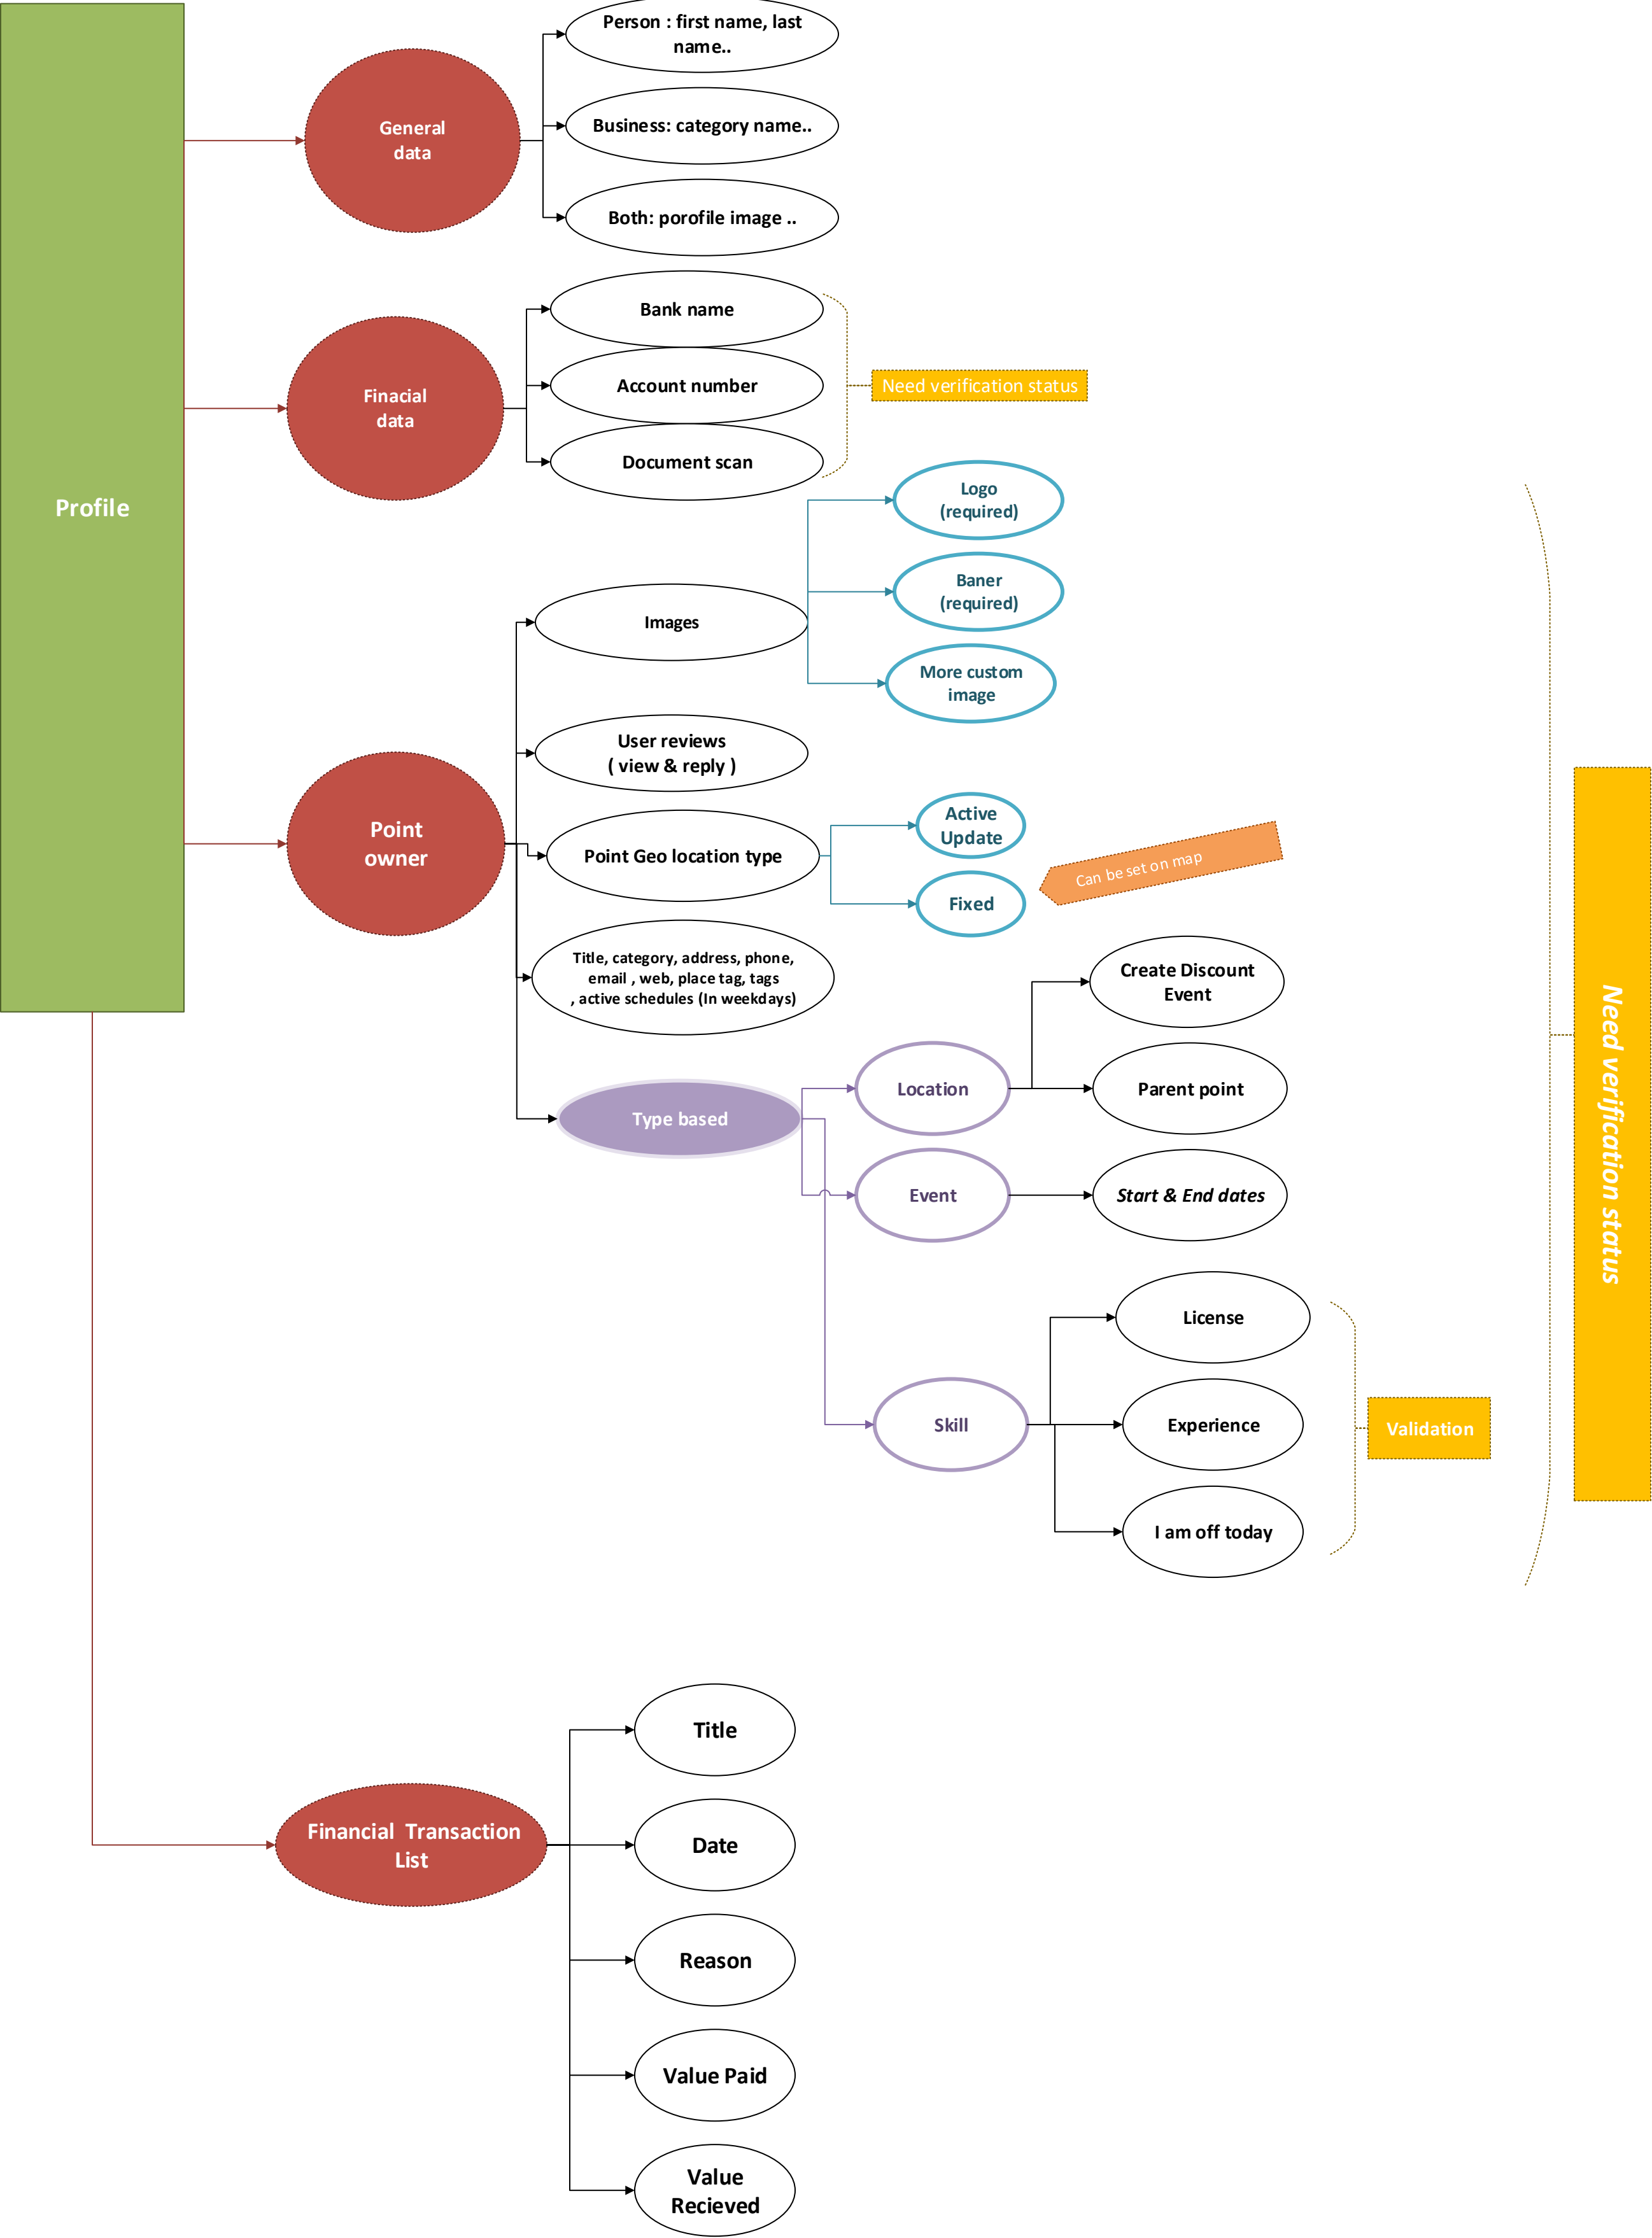 Profile
General
data
Person : first name, last
name..
Business: category name..
Both: porofile image ..
Finacial
data
Bank name
Account number
Document scan
Need verification status
Point
owner
Images
Logo
(required)
Baner
(required)
More custom
image
User reviews
( view & reply )
Point Geo location type
Active
Update
Fixed
Can be set on map
Title, category, address, phone,
email , web, place tag, tags
, active schedules (In weekdays)
Type based
Location
Create Discount
Event
Parent point
Event
Start & End dates
Skill
License
Experience
I am off today
Validation
Need verification status
Financial  Transaction
List
Title
Date
Reason
Value Paid
Value
Recieved